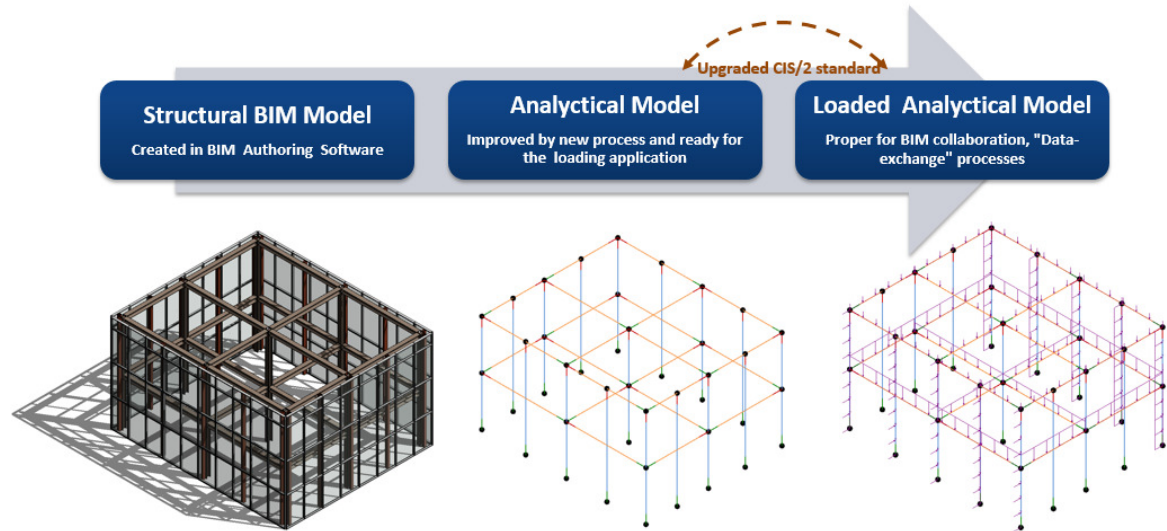 Upgraded CIS/2 standard
Structural BIM Model
Created in BIM Authoring Software
Analyctical Model
Improved by new process and ready for
the loading application
Loaded Analyctical Model
Proper for BIM collaboration, "Data-
exchange" processes